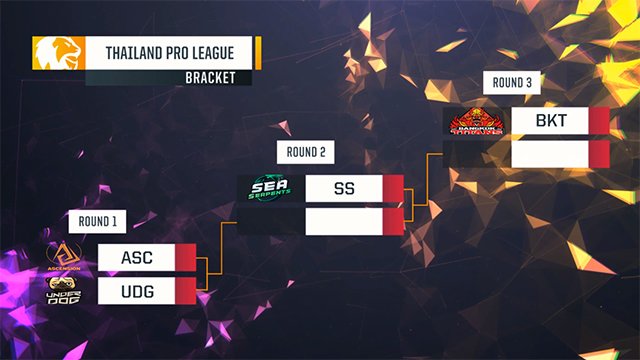 THAILAND PRO LEAGUE
BRACKET
ROUND 3
BANGKOK
BKT
ROUND 2
SEA
SERPENTS
SS
ROUND 1
ASCENSION
ASC
UNDER
DOG
UDG